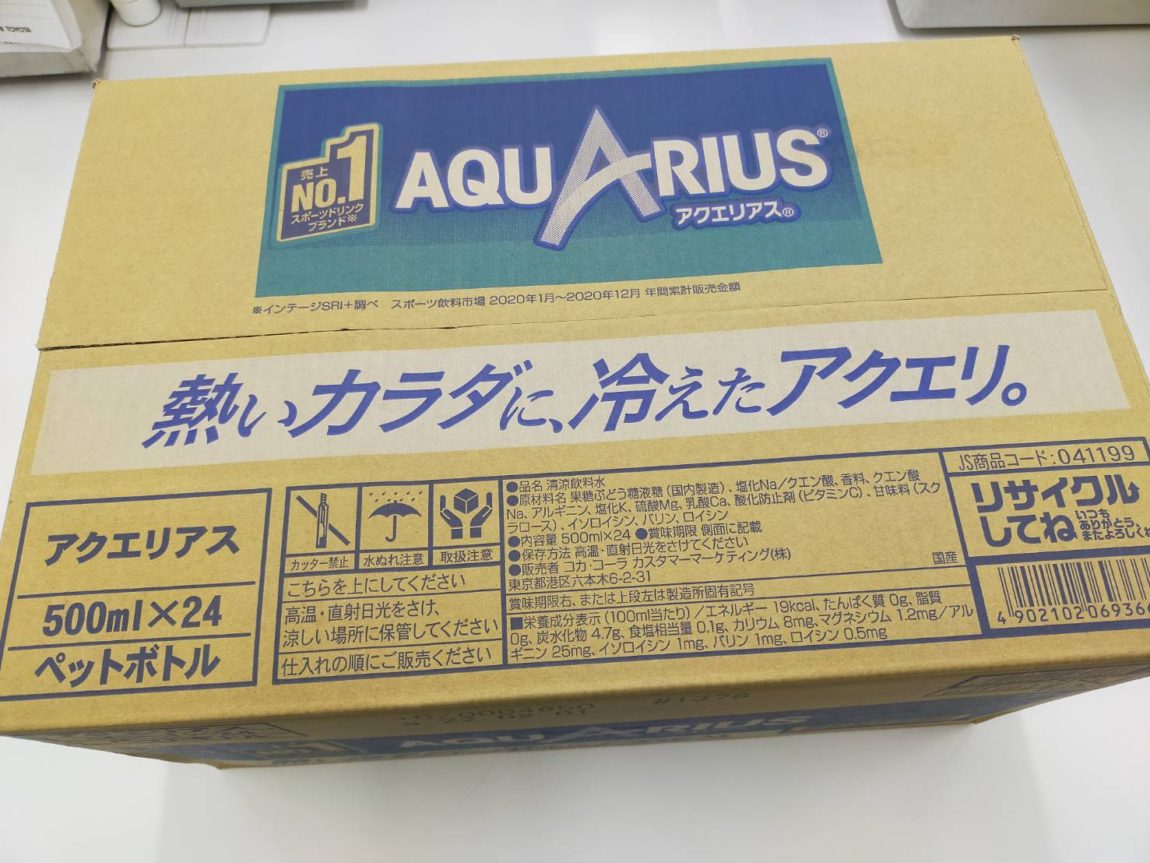 TOYOTA
売上
NO.1
スポーツドリンク
ブランド※
AQUARIUS®
アクエリアス®
※インテージSRI+調べ スポーツ飲料市場 2020年1月～2020年12月 年間累計販売金額
熱いカラダに、冷えたアクエリ。
アクエリアス
500ml×24
ペットボトル
カッター禁止
水ぬれ注意
取扱注意
こちらを上にしてください
高温・直射日光をさけ、
涼しい場所に保管してください
仕入れの順にご販売ください
●品名 清涼飲料水
●原材料名 果糖ぶどう糖液糖(国内製造)、塩化Na/クエン酸、香料、クエン酸
Na、アルギニン、塩化K、硫酸Mg、乳酸Ca、酸化防止剤(ビタミンC)、甘味料(スク
ラロース)、イソロイシン、バリン、ロイシン
●内容量 500ml×24 ●賞味期限 側面に記載
●保存方法 高温・直射日光をさけてください
●販売者 コカ・コーラ カスタマーマーケティング(株)
東京都港区六本木6-2-31
国産
賞味期限右、または上段左は製造所固有記号
■栄養成分表示(100ml当たり)/エネルギー 19kcal、たんぱく質 0g、脂質
0g、炭水化物 4.7g、食塩相当量 0.1g、カリウム 8mg、マグネシウム 1.2mg/アル
ギニン 25mg、イソロイシン 1mg、バリン 1mg、ロイシン 0.5mg
JS商品コード:041199
リサイクル
してね
いつも
ありがとう
またよろしくね
4 902102 06936
AQUARIUS